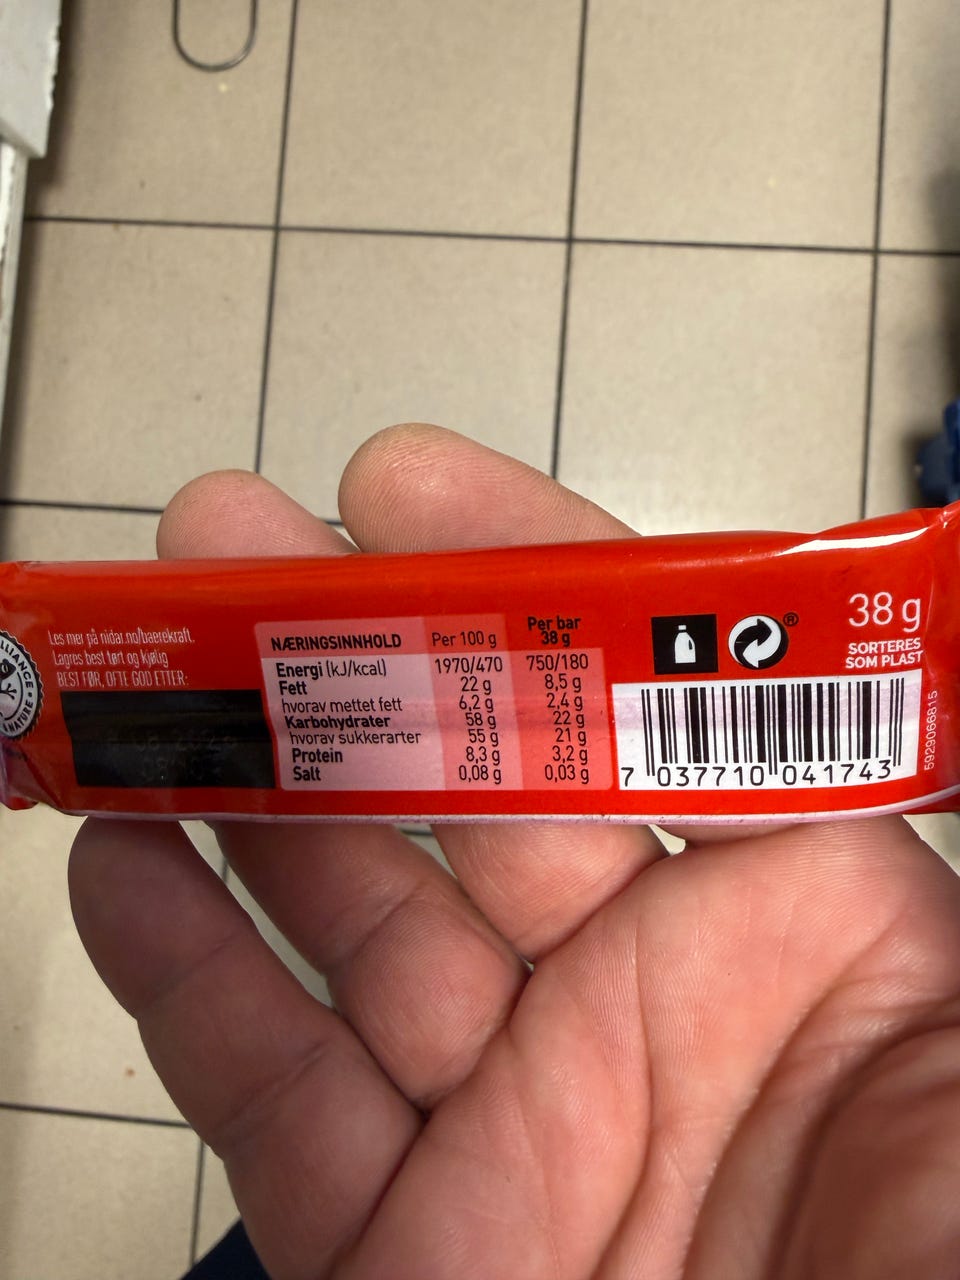 LLIANCE
NATURE
Les mer på nidar.no/baerekraft.
Lagres best tørt og kjølig
BEST FØR, OFTE GOD ETTER:
NÆRINGSINNHOLD Per 100 g Per bar 38 g
Energi (kJ/kcal) 1970/470 750/180
Fett 22 g 8,5 g
hvorav mettet fett 6,2 g 2,4 g
Karbohydrater 58 g 22 g
hvorav sukkerarter 55 g 21 g
Protein 8,3 g 3,2 g
Salt 0,08 g 0,03 g
®
38 g
SORTERES
SOM PLAST
7 037710 041743
5929066815